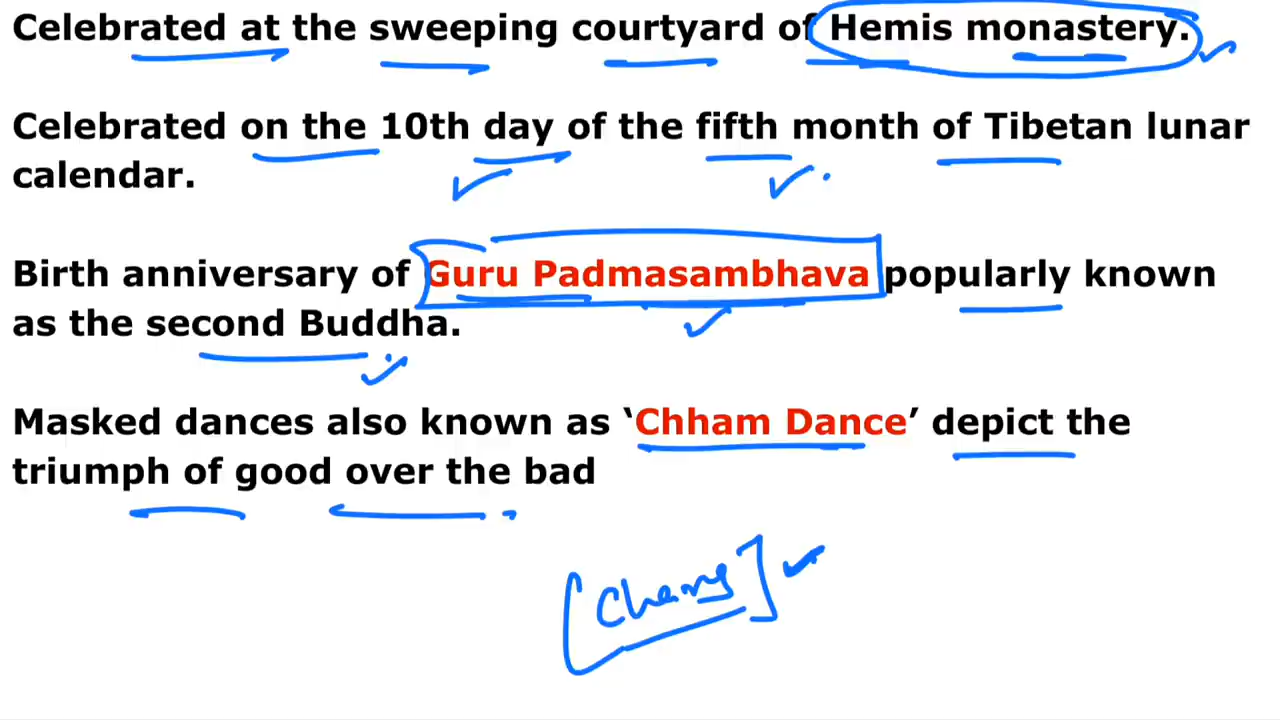 Celebrated at the sweeping courtyard of Hemis monastery.
Celebrated on the 10th day of the fifth month of Tibetan lunar
calendar.
Birth anniversary of Guru Padmasambhava popularly known
as the second Buddha.
Masked dances also known as ‘Chham Dance’ depict the
triumph of good over the bad